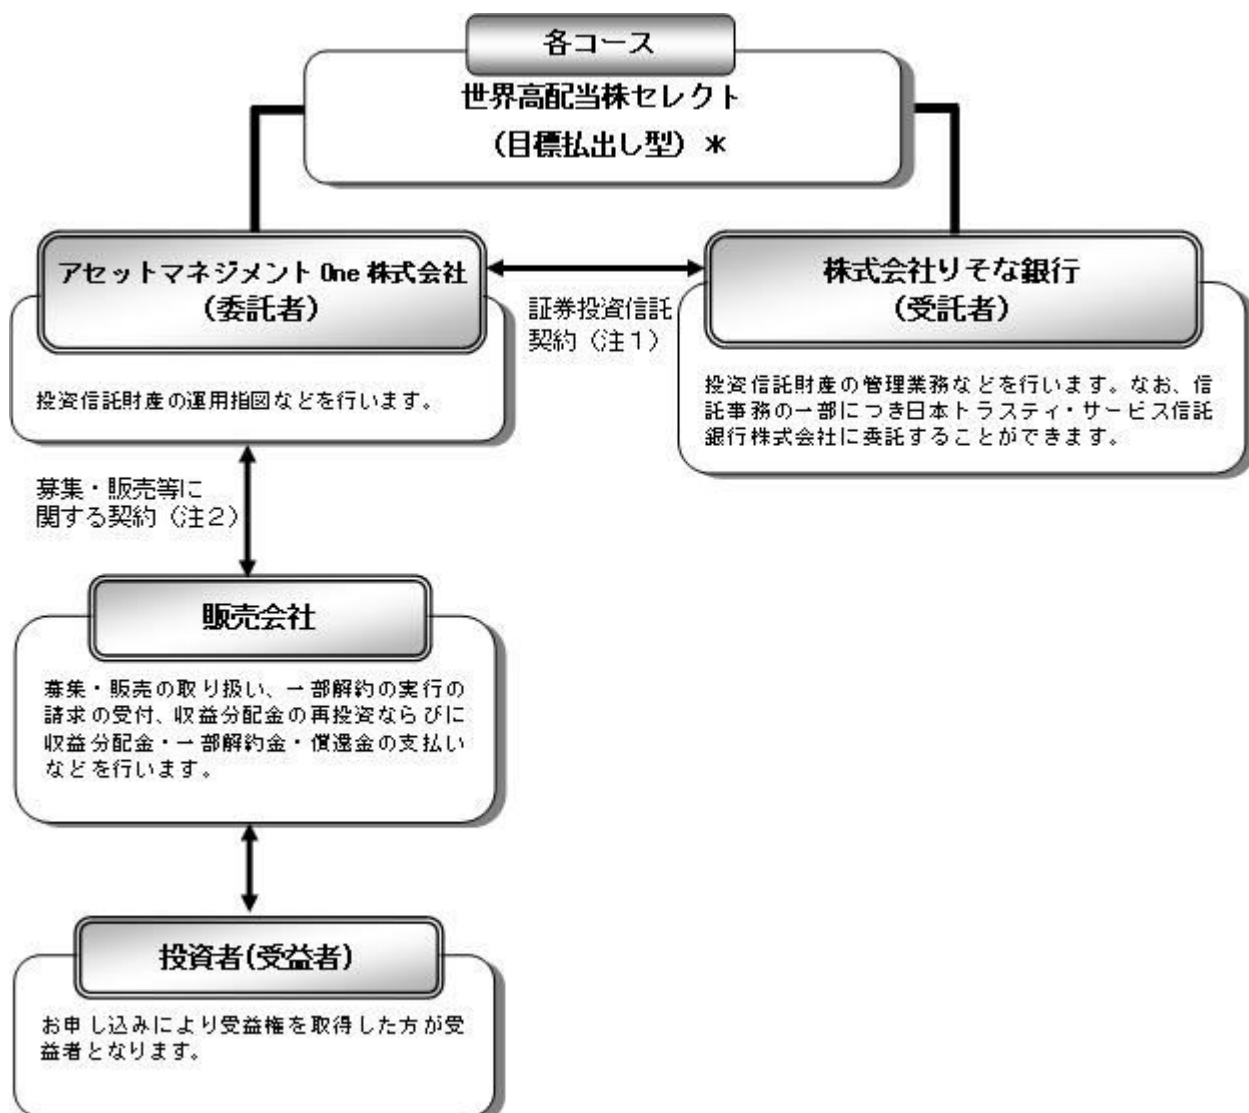 各コース
世界高配当株セレクト
（目標払出し型）＊
アセットマネジメント One 株式会社
（委託者）
投資信託財産の運用指図などを行います。
証券投資信託
契約（注１）
株式会社りそな銀行
（受託者）
投資信託財産の管理業務などを行います。なお、信
託事務の一部につき日本トラスティ・サービス信託
銀行株式会社に委託することができます。
募集・販売等に
関する契約（注２）
販売会社
募集・販売の取り扱い、一部解約の実行の
請求の受付、収益分配金の再投資ならびに
収益分配金・一部解約金・償還金の支払い
などを行います。
投資者(受益者)
お申し込みにより受益権を取得した方が受
益者となります。